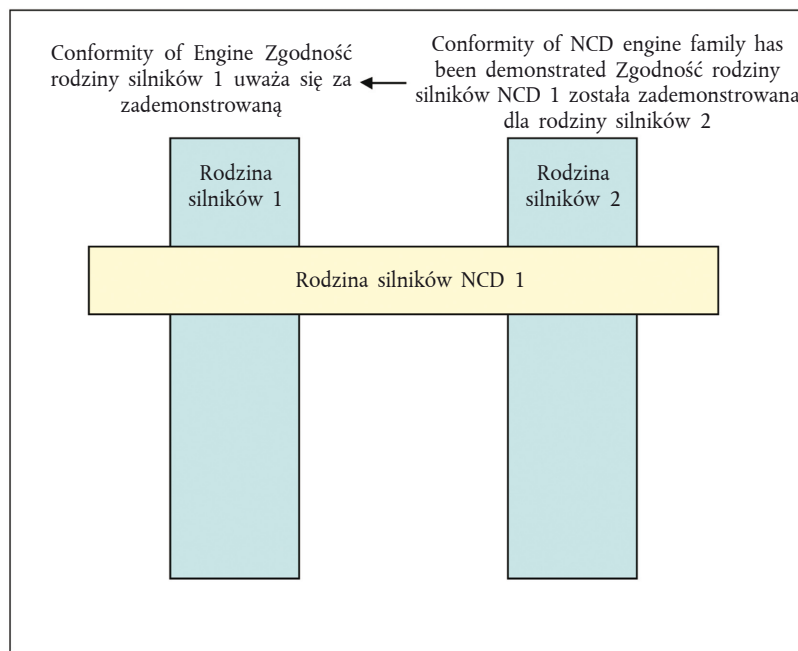 Conformity of Engine Zgodność
rodziny silników 1 uważa się za
zademonstrowaną
Conformity of NCD engine family has
been demonstrated Zgodność rodziny
silników NCD 1 została zademonstrowana
dla rodziny silników 2
Rodzina
silników 1
Rodzina
silników 2
Rodzina silników NCD 1